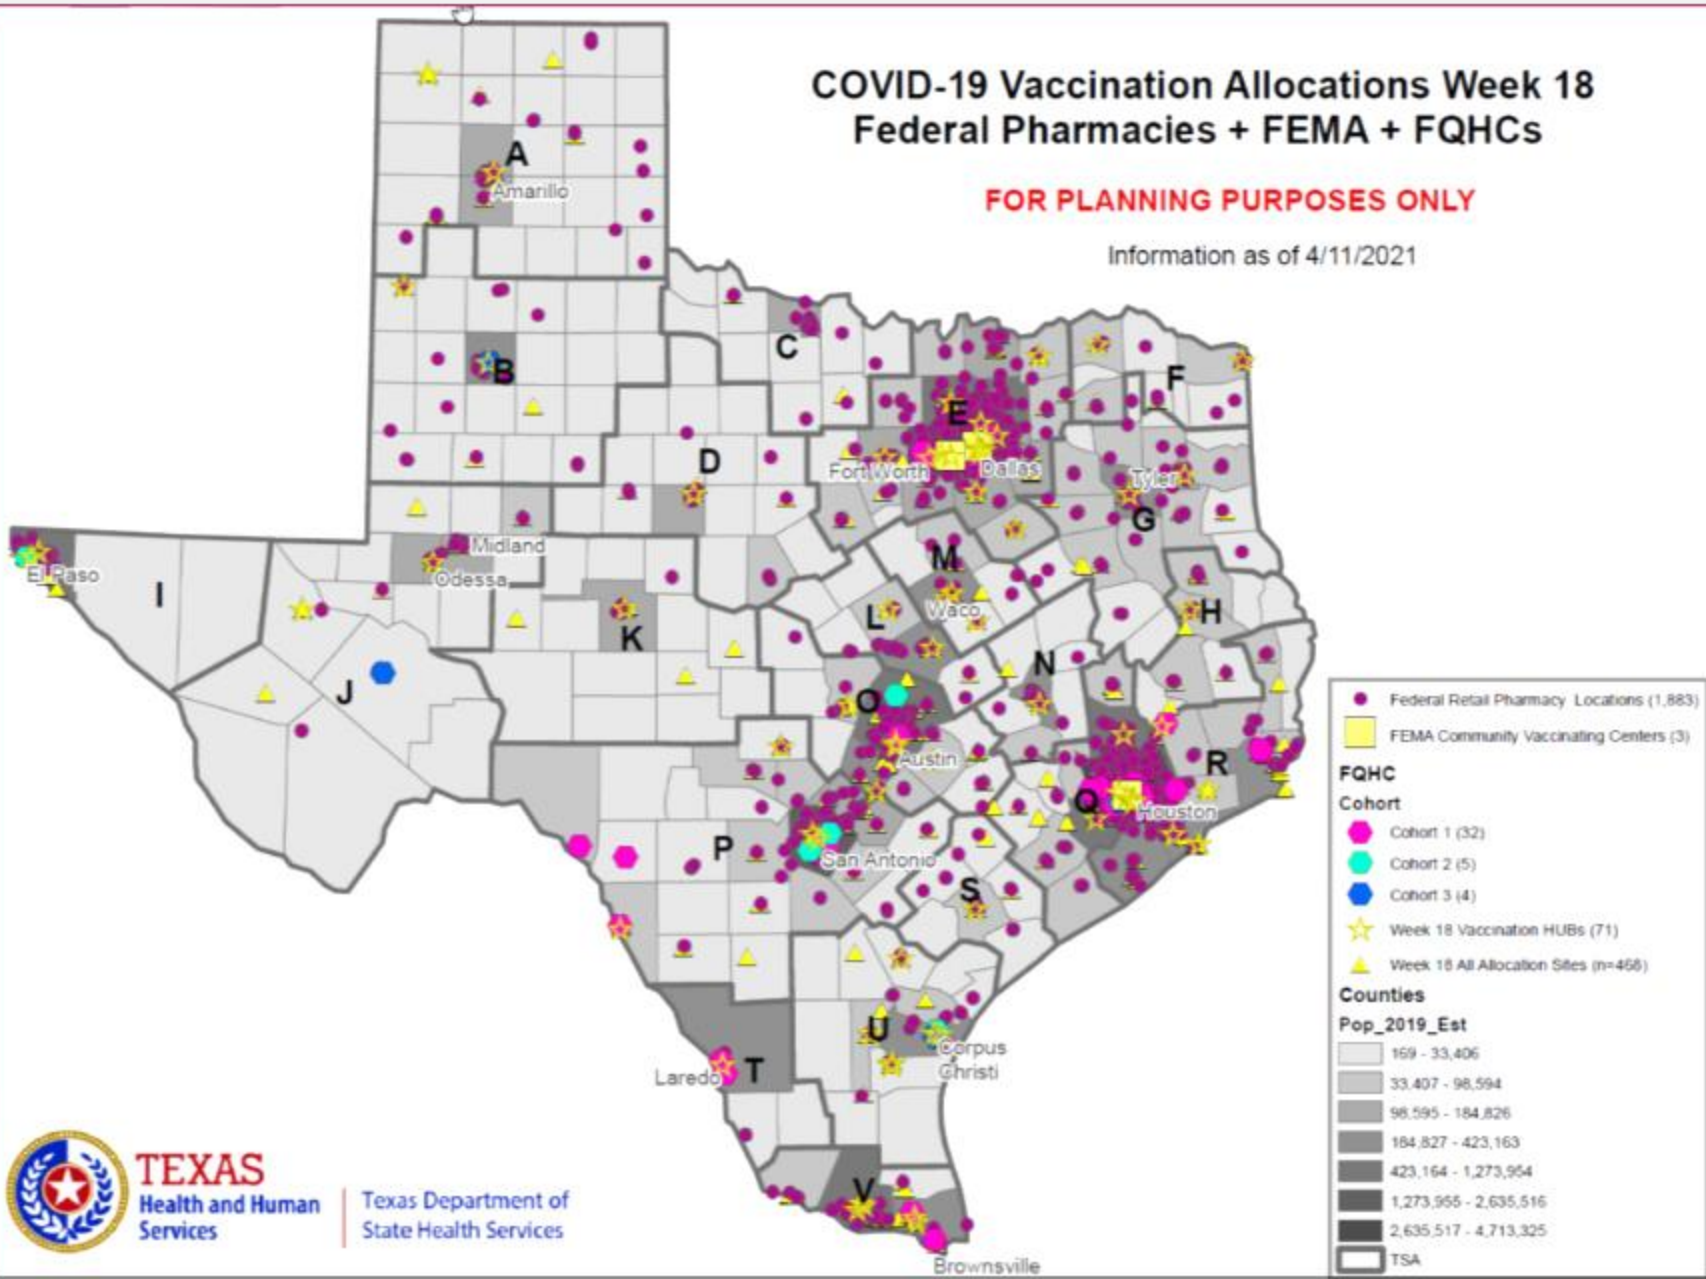 COVID-19 Vaccination Allocations Week 18
Federal Pharmacies + FEMA + FQHCs
FOR PLANNING PURPOSES ONLY
Information as of 4/11/2021
A
Amarillo
B
C
D
E
F
Fort Worth
Dallas
Tyler
G
Midland
Odessa
El Paso
I
M
Waco
L
H
K
N
J
O
Austin
R
Q
Houston
P
San Antonio
S
U
Corpus
Christi
T
Laredo
V
Brownsville
Federal Retail Pharmacy Locations (1,883)
FEMA Community Vaccinating Centers (3)
FQHC
Cohort
Cohort 1 (32)
Cohort 2 (5)
Cohort 3 (4)
Week 18 Vaccination HUBs (71)
Week 18 All Allocation Sites (n=468)
Counties
Pop_2019_Est
169 - 33,406
33,407 - 98,594
98,595 - 184,826
184,827 - 423,163
423,164 - 1,273,954
1,273,955 - 2,635,516
2,635,517 - 4,713,325
TSA
TEXAS
Health and Human
Services
Texas Department of
State Health Services